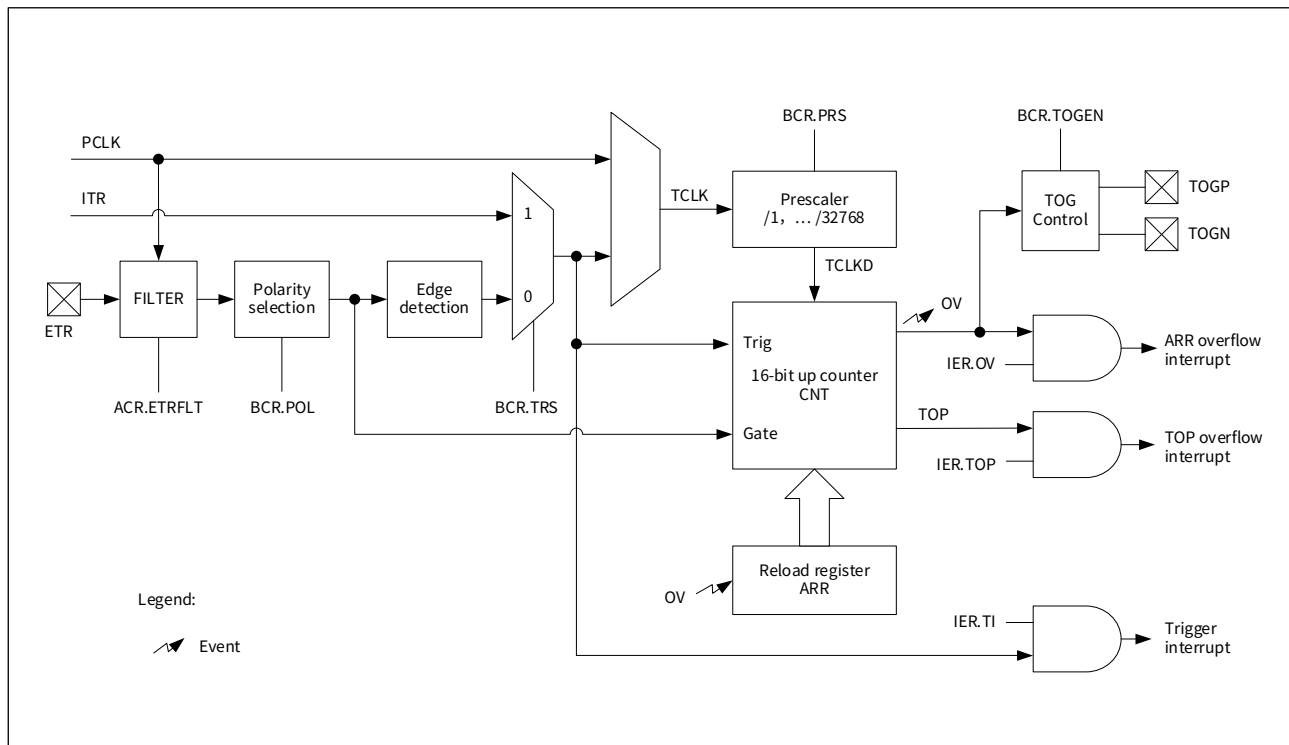 BCR.PRS
BCR.TOGEN
PCLK
ITR
1
TCLK
Prescaler
/1， … /32768
TOG
Control
TOGP
TOGN
TCLKD
ETR
FILTER
Polarity
selection
Edge
detection
0
OV
Trig
16-bit up counter
CNT
Gate
IER.OV
ARR overflow
interrupt
ACR.ETRFLT
BCR.POL
BCR.TRS
TOP
IER.TOP
TOP overflow
interrupt
Reload register
ARR
OV
Legend:
Event
IER.TI
Trigger
interrupt